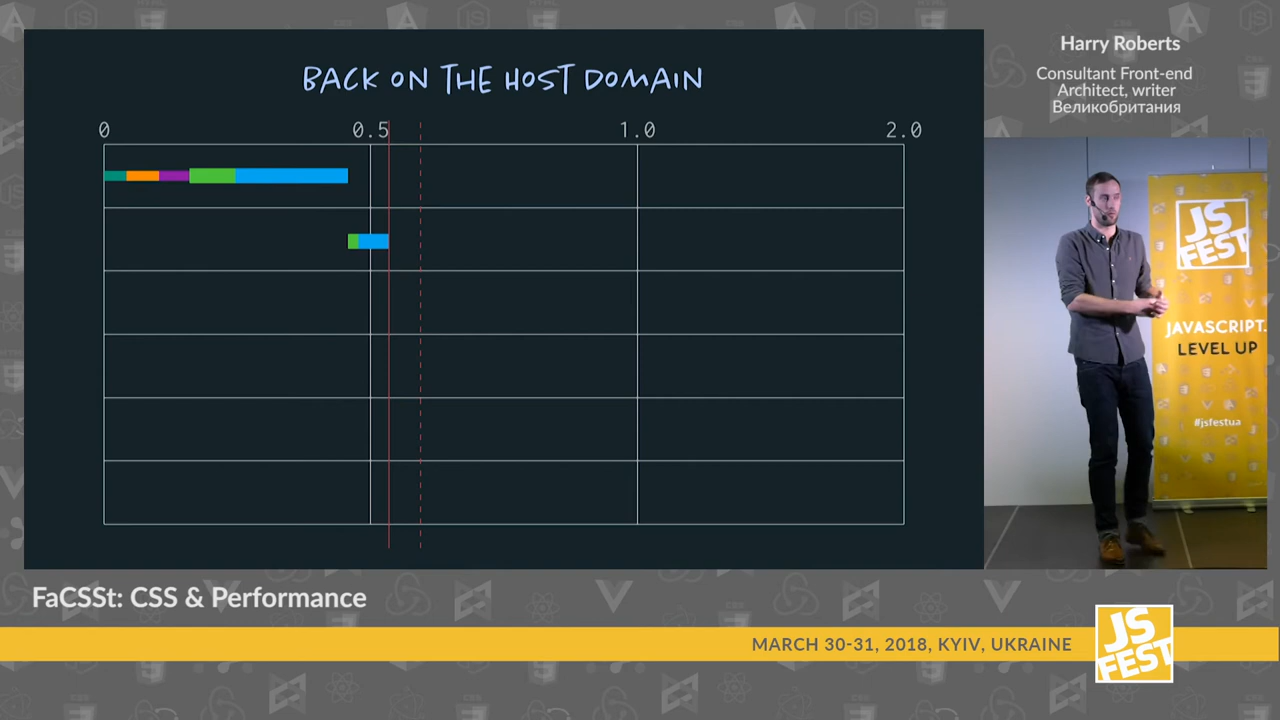 BACK ON THE HOST DOMAIN
0 0.5 1.0 2.0
Harry Roberts
Consultant Front-end
Architect, writer
Великобритания
JS
FEST
JAVASCRIPT.
LEVEL UP
#jsfestua
FaCSSt: CSS & Performance
MARCH 30-31, 2018, KYIV, UKRAINE
JS
FEST